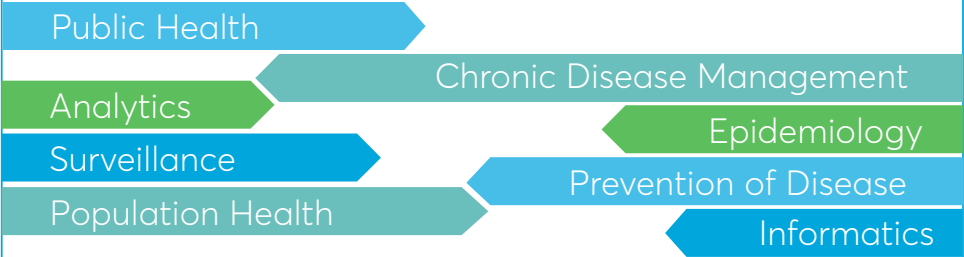 Public Health
Chronic Disease Management
Analytics
Epidemiology
Surveillance
Prevention of Disease
Population Health
Informatics